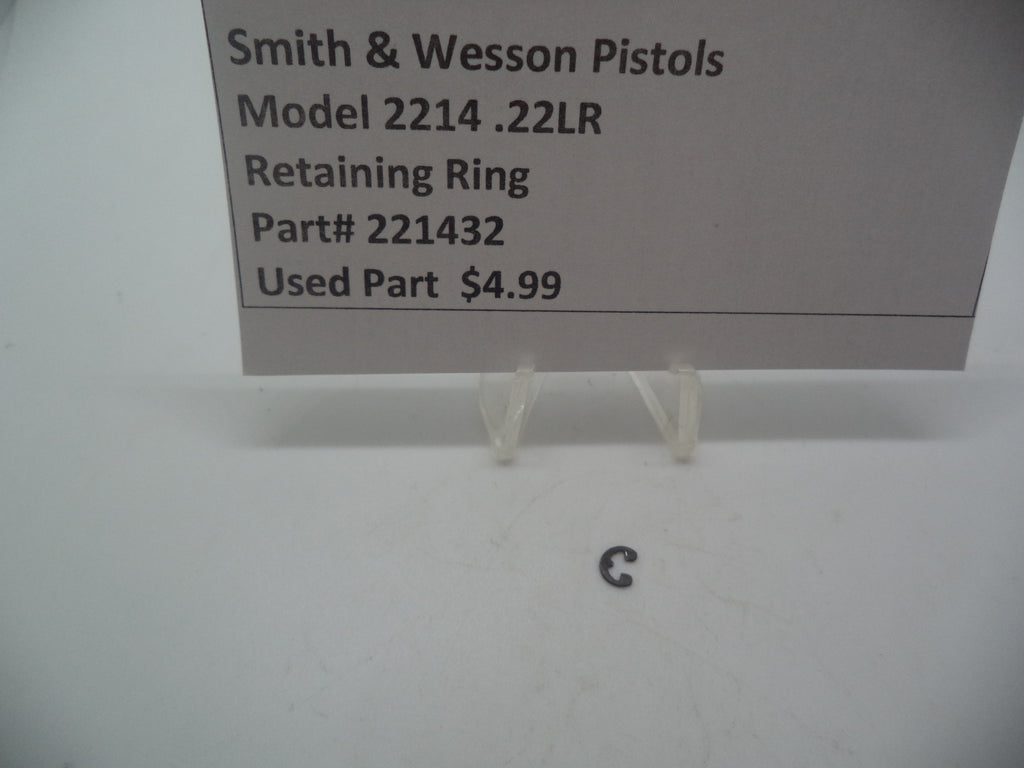 Smith & Wesson Pistols
Model 2214 .22LR
Retaining Ring
Part# 221432
Used Part $4.99